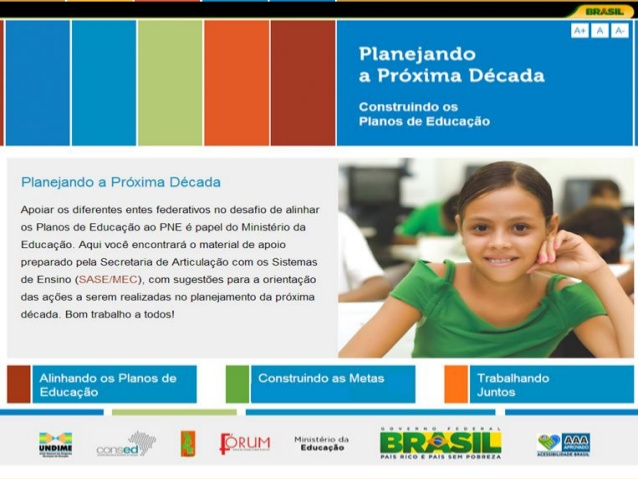 BRASIL
A+ A A-
Planejando
a Próxima Década
Construindo os
Planos de Educação
Planejando a Próxima Década
Apoiar os diferentes entes federativos no desafio de alinhar
os Planos de Educação ao PNE é papel do Ministério da
Educação. Aqui você encontrará o material de apoio
preparado pela Secretaria de Articulação com os Sistemas
de Ensino (SASE/MEC), com sugestões para a orientação
das ações a serem realizadas no planejamento da próxima
década. Bom trabalho a todos!
Alinhando os Planos de
Educação
Construindo as Metas
Trabalhando
Juntos
UNDIME
consed
FÓRUM
Ministério da
Educação
GOVERNO FEDERAL
BRASIL
PAÍS RICO É PAÍS SEM POBREZA
AAA
APROVADO
ACESSIBILIDADE BRASIL